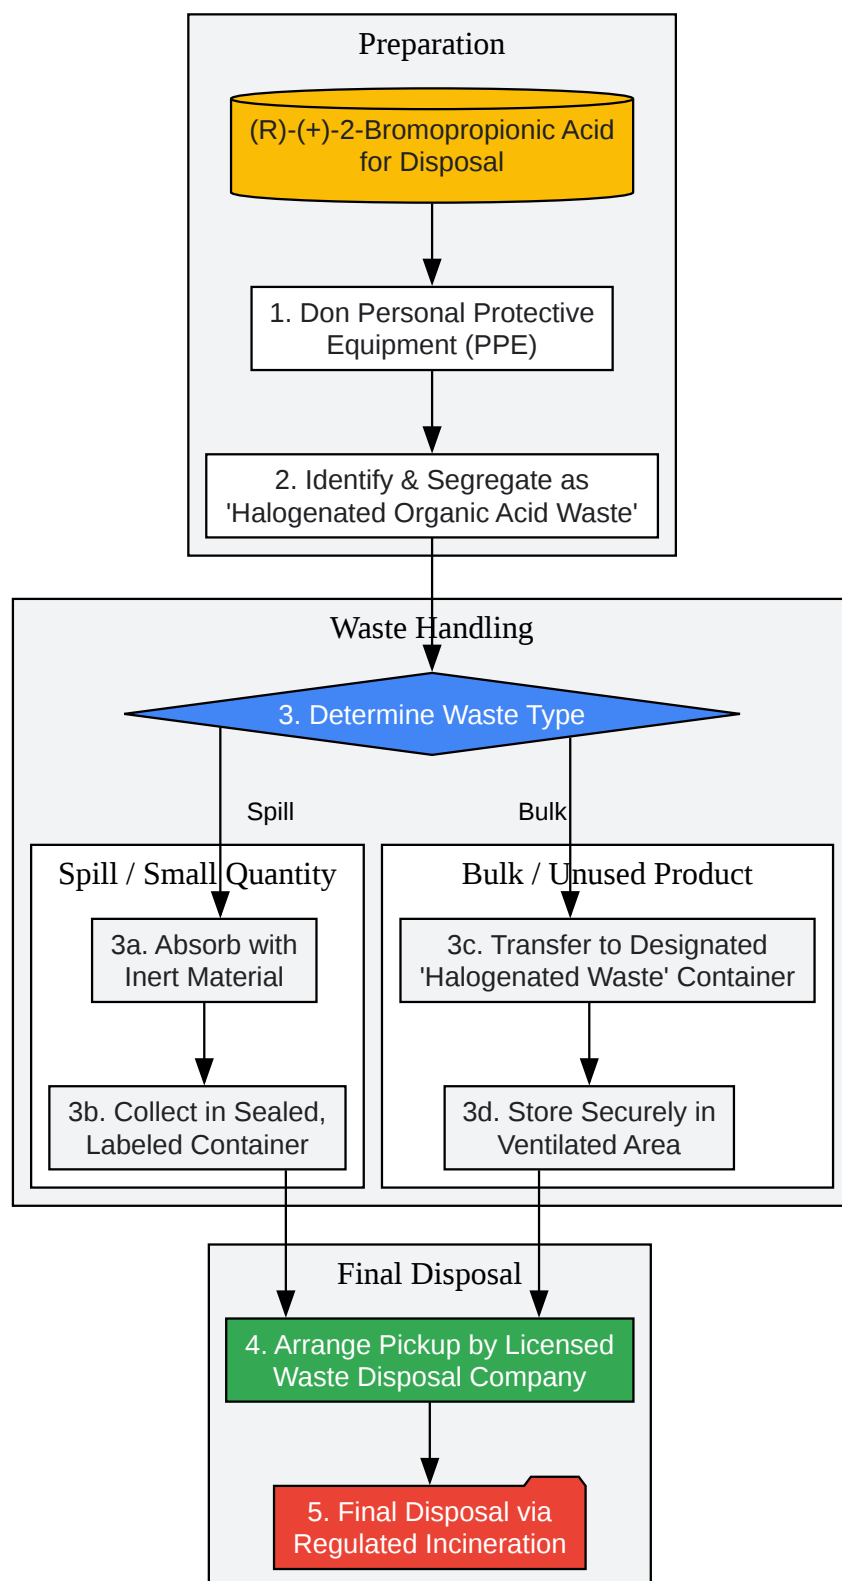 Preparation
(R)-(+)-2-Bromopropionic Acid
for Disposal
1. Don Personal Protective
Equipment (PPE)
2. Identify & Segregate as
'Halogenated Organic Acid Waste'
Waste Handling
3. Determine Waste Type
Spill
Bulk
Spill / Small Quantity
3a. Absorb with
Inert Material
3b. Collect in Sealed,
Labeled Container
Bulk / Unused Product
3c. Transfer to Designated
'Halogenated Waste' Container
3d. Store Securely in
Ventilated Area
Final Disposal
4. Arrange Pickup by Licensed
Waste Disposal Company
5. Final Disposal via
Regulated Incineration